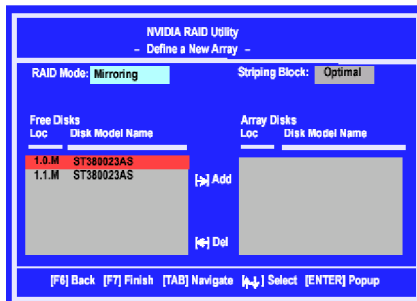 NVIDIA RAID Utility
- Define a New Array -
RAID Mode: Mirroring Striping Block: Optimal
Free Disks Array Disks
Loc Disk Model Name Loc Disk Model Name
1.0.M ST380023AS
1.1.M ST380023AS
[→] Add
[←] Del
[F6] Back [F7] Finish [TAB] Navigate [↑↓] Select [ENTER] Popup